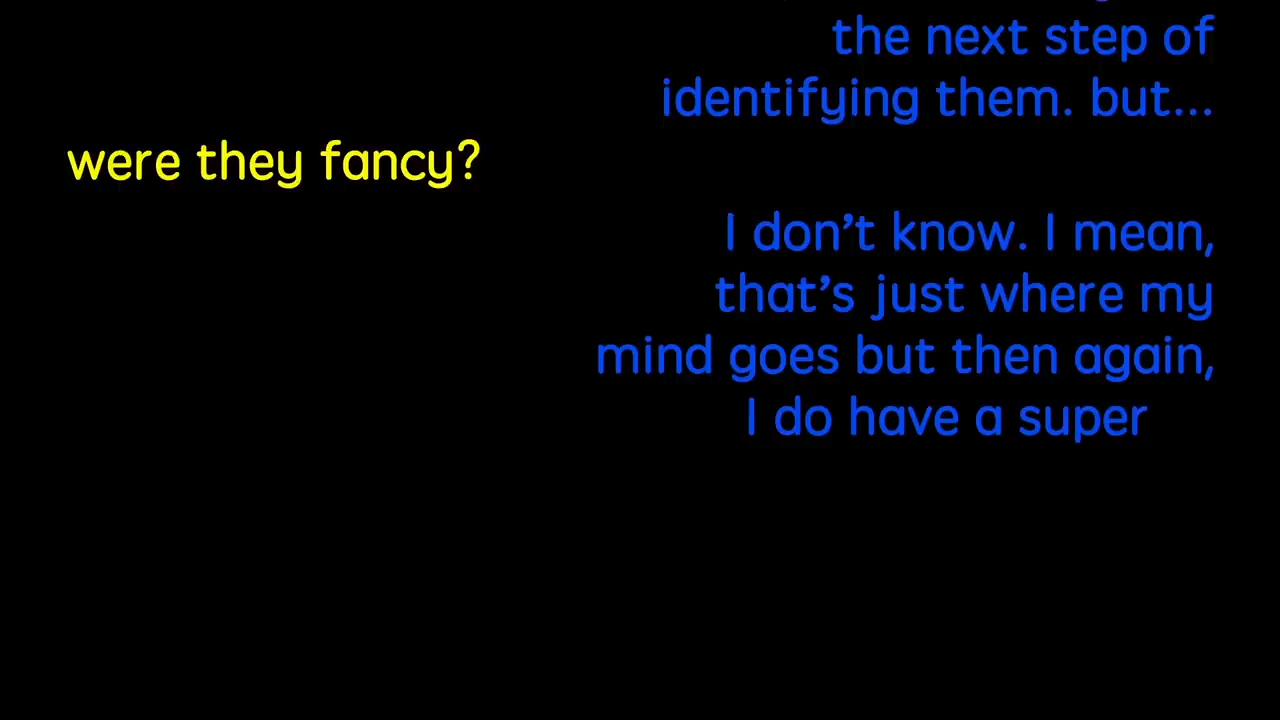 the next step of
identifying them. but...
were they fancy?
I don’t know. I mean,
that’s just where my
mind goes but then again,
I do have a super